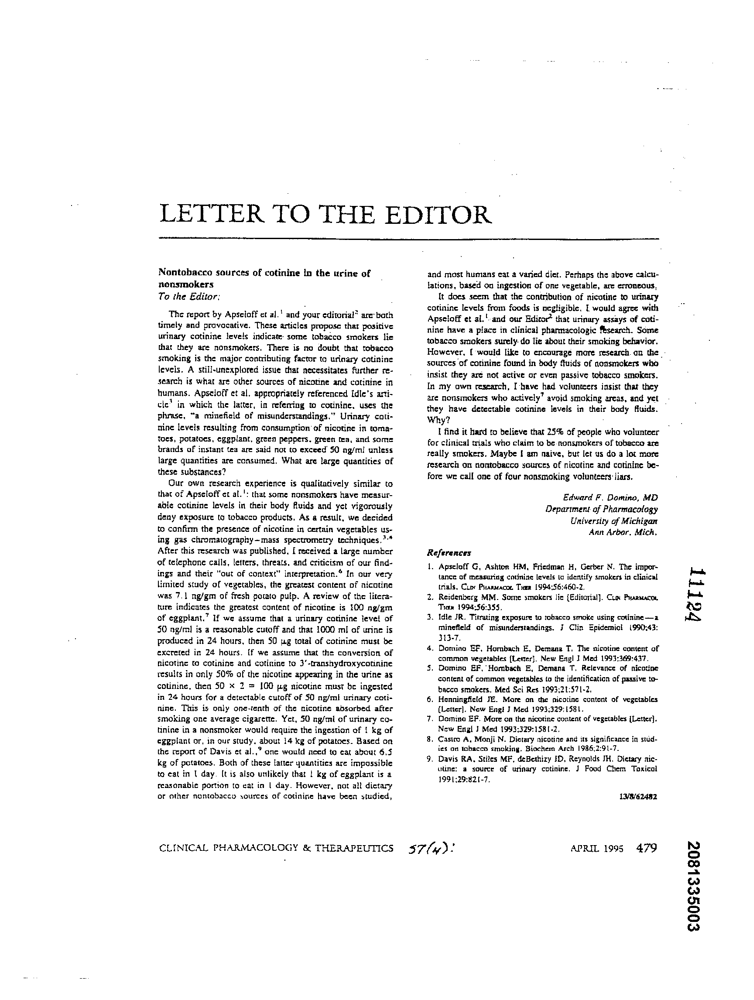 LETTER TO THE EDITOR
Nontobacco sources of cotinine in the urine of
nonsmokers
To the Editor:
The report by Apseloff et al.¹ and your editorial² are both
timely and provocative. These articles propose that positive
urinary cotinine levels indicate some tobacco smokers lie
that they are nonsmokers. There is no doubt that tobacco
smoking is the major contributing factor to urinary cotinine
levels. A still-unexplored issue that necessitates further re-
search is what are other sources of nicotine and cotinine in
humans. Apseloff et al. appropriately referenced Idle's arti-
cle³ in which the latter, in referring to cotinine, uses the
phrase, "a minefield of misunderstandings." Urinary coti-
nine levels resulting from consumption of nicotine in toma-
toes, potatoes, eggplant, green peppers, green tea, and some
brands of instant tea are said not to exceed 50 ng/ml unless
large quantities are consumed. What are large quantities of
these substances?
Our own research experience is qualitatively similar to
that of Apseloff et al.¹: that some nonsmokers have measur-
able cotinine levels in their body fluids and yet vigorously
deny exposure to tobacco products. As a result, we decided
to confirm the presence of nicotine in certain vegetables us-
ing gas chromatography–mass spectrometry techniques.³,⁴
After this research was published, I received a large number
of telephone calls, letters, threats, and criticism of our find-
ings and their "out of context" interpretation.⁶ In our very
limited study of vegetables, the greatest content of nicotine
was 7.1 ng/gm of fresh potato pulp. A review of the litera-
ture indicates the greatest content of nicotine is 100 ng/gm
of eggplant.⁷ If we assume that a urinary cotinine level of
50 ng/ml is a reasonable cutoff and that 1000 ml of urine is
produced in 24 hours, then 50 µg total of cotinine must be
excreted in 24 hours. If we assume that the conversion of
nicotine to cotinine and cotinine to 3'-transhydroxycotinine
results in only 50% of the nicotine appearing in the urine as
cotinine, then 50 × 2 = 100 µg nicotine must be ingested
in 24 hours for a detectable cutoff of 50 ng/ml urinary coti-
nine. This is only one-tenth of the nicotine absorbed after
smoking one average cigarette. Yet, 50 ng/ml of urinary co-
tinine in a nonsmoker would require the ingestion of 1 kg of
eggplant or, in our study, about 14 kg of potatoes. Based on
the report of Davis et al.,⁹ one would need to eat about 6.5
kg of potatoes. Both of these latter quantities are impossible
to eat in 1 day. It is also unlikely that 1 kg of eggplant is a
reasonable portion to eat in 1 day. However, not all dietary
or other nontobacco sources of cotinine have been studied,
and most humans eat a varied diet. Perhaps the above calcu-
lations, based on ingestion of one vegetable, are erroneous.
It does seem that the contribution of nicotine to urinary
cotinine levels from foods is negligible. I would agree with
Apseloff et al.¹ and our Editor² that urinary assays of coti-
nine have a place in clinical pharmacologic research. Some
tobacco smokers surely do lie about their smoking behavior.
However, I would like to encourage more research on the
sources of cotinine found in body fluids of nonsmokers who
insist they are not active or even passive tobacco smokers.
In my own research, I have had volunteers insist that they
are nonsmokers who actively⁷ avoid smoking areas, and yet
they have detectable cotinine levels in their body fluids.
Why?
I find it hard to believe that 25% of people who volunteer
for clinical trials who claim to be nonsmokers of tobacco are
really smokers. Maybe I am naive, but let us do a lot more
research on nontobacco sources of nicotine and cotinine be-
fore we call one of four nonsmoking volunteers liars.
Edward F. Domino, MD
Department of Pharmacology
University of Michigan
Ann Arbor, Mich.
References
1. Apseloff G, Ashton HM, Friedman H, Gerber N. The impor-
tance of measuring cotinine levels to identify smokers in clinical
trials. CLIN PHARMACOL THER 1994;56:460-2.
2. Reidenberg MM. Some smokers lie [Editorial]. CLIN PHARMACOL
THER 1994;56:355.
3. Idle JR. Titrating exposure to tobacco smoke using cotinine—a
minefield of misunderstandings. J Clin Epidemiol 1990;43:
313-7.
4. Domino EF, Hornbach E, Demana T. The nicotine content of
common vegetables [Letter]. New Engl J Med 1993;369:437.
5. Domino EF, Hornbach E, Demana T. Relevance of nicotine
content of common vegetables to the identification of passive to-
bacco smokers. Med Sci Res 1993;21:571-2.
6. Henningfield JE. More on the nicotine content of vegetables
[Letter]. New Engl J Med 1993;329:1581.
7. Domino EF. More on the nicotine content of vegetables [Letter].
New Engl J Med 1993;329:1581-2.
8. Castro A, Monji N. Dietary nicotine and its significance in stud-
ies on tobacco smoking. Biochem Arch 1986;2:91-7.
9. Davis RA, Stiles MF, deBethizy JD, Reynolds JH. Dietary nic-
otine: a source of urinary cotinine. J Food Chem Toxicol
1991;29:821-7.
13/8/62482
CLINICAL PHARMACOLOGY & THERAPEUTICS 57(4):
APRIL 1995 479
11124
2081335003